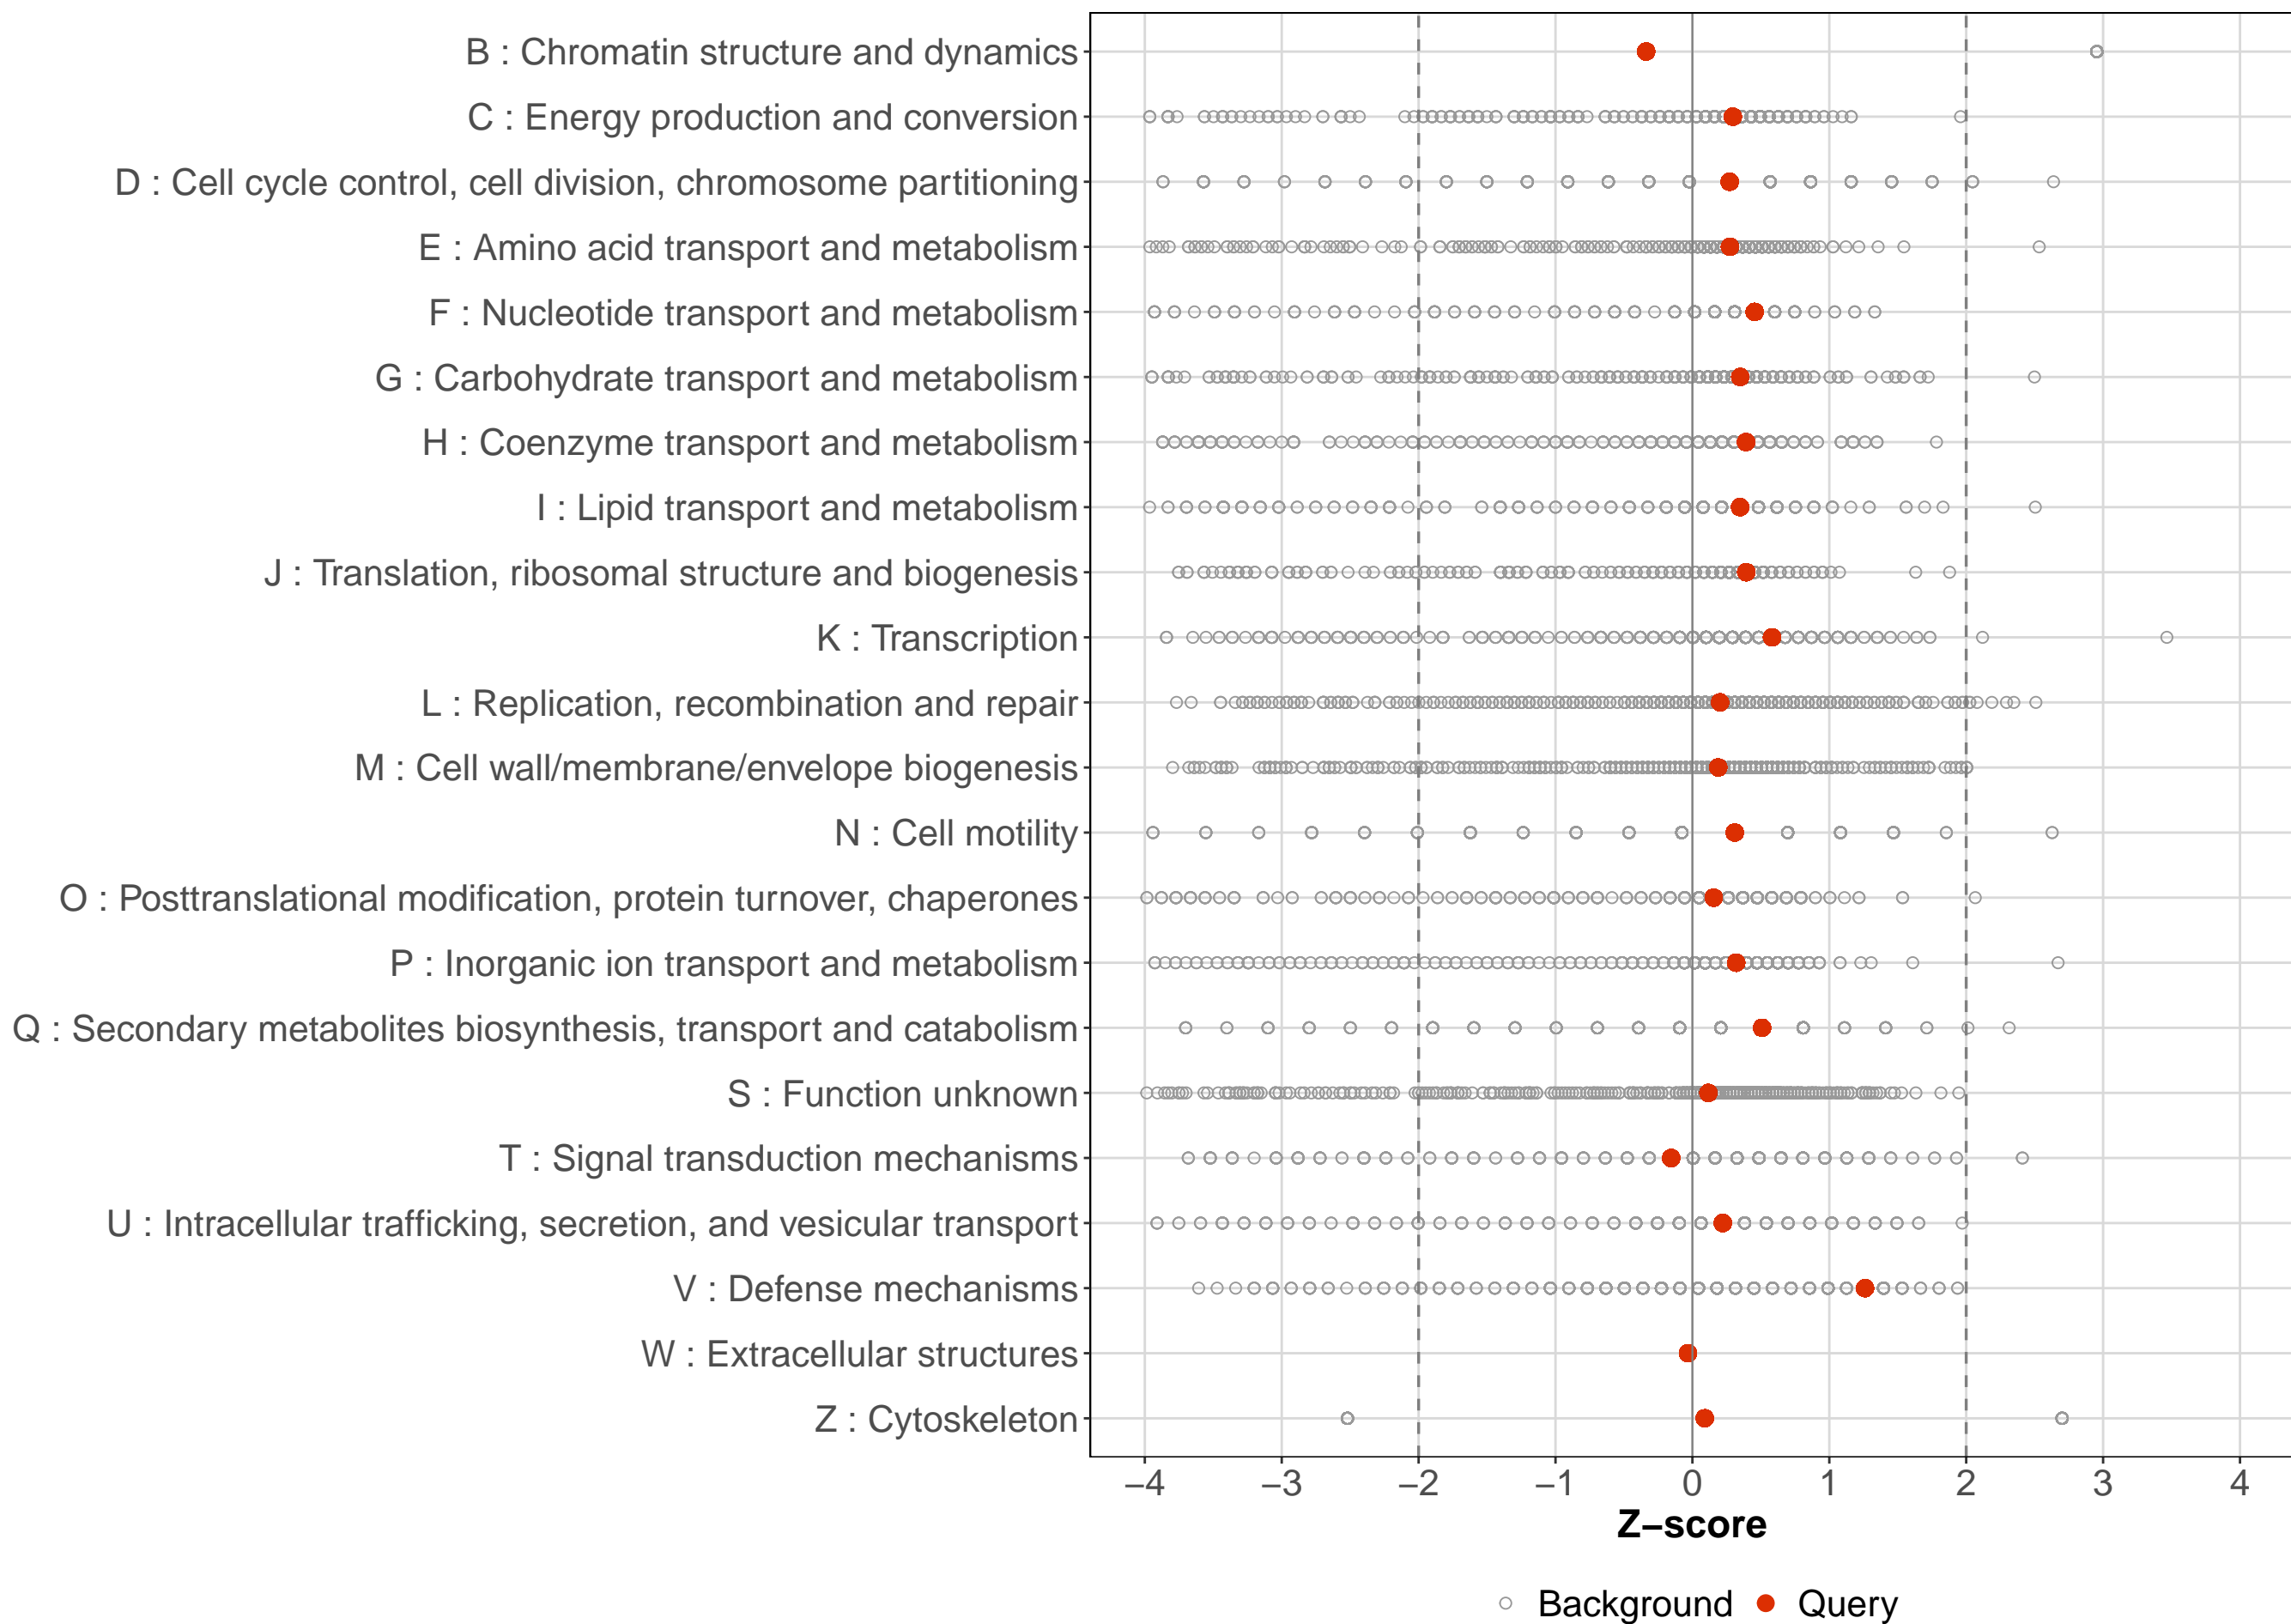 B : Chromatin structure and dynamics
C : Energy production and conversion
D : Cell cycle control, cell division, chromosome partitioning
E : Amino acid transport and metabolism
F : Nucleotide transport and metabolism
G : Carbohydrate transport and metabolism
H : Coenzyme transport and metabolism
I : Lipid transport and metabolism
J : Translation, ribosomal structure and biogenesis
K : Transcription
L : Replication, recombination and repair
M : Cell wall/membrane/envelope biogenesis
N : Cell motility
O : Posttranslational modification, protein turnover, chaperones
P : Inorganic ion transport and metabolism
Q : Secondary metabolites biosynthesis, transport and catabolism
S : Function unknown
T : Signal transduction mechanisms
U : Intracellular trafficking, secretion, and vesicular transport
V : Defense mechanisms
W : Extracellular structures
Z : Cytoskeleton
−4 −3 −2 −1 0 1 2 3 4
Z−score
Background Query